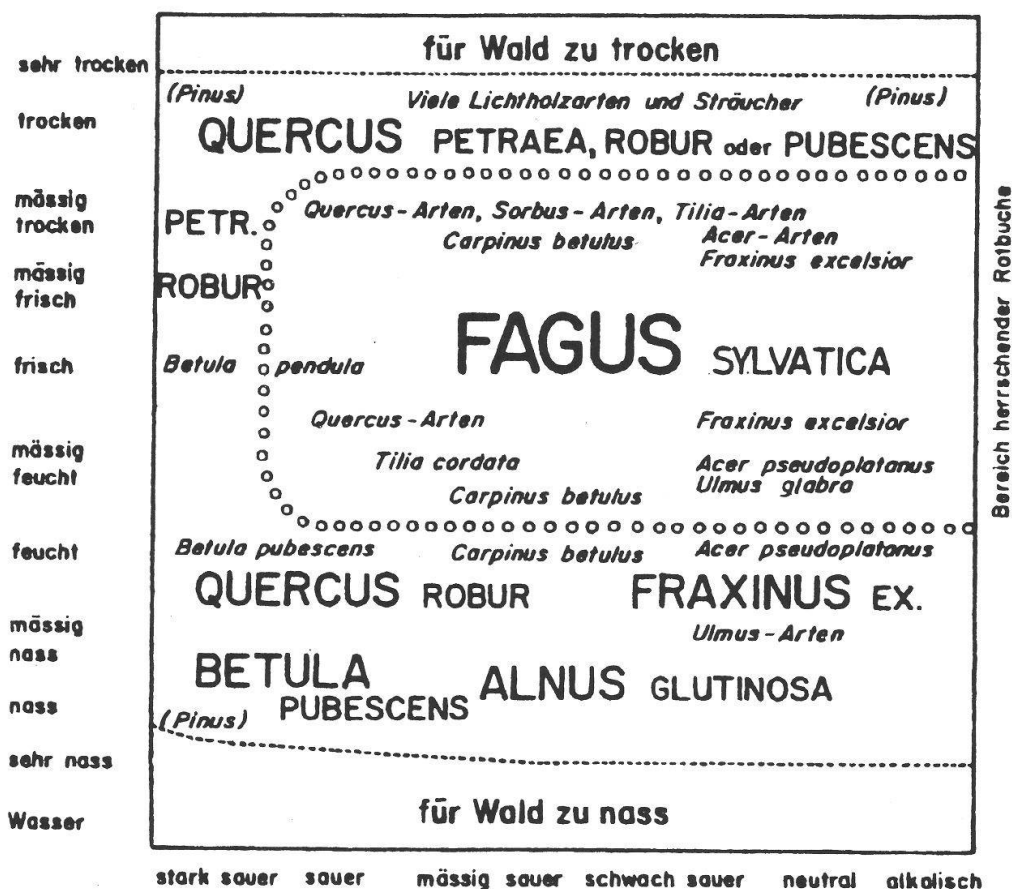 für Wald zu trocken
sehr trocken
(Pinus) Viele Lichtholzarten und Sträucher (Pinus)
trocken
QUERCUS PETRAEA, ROBUR oder PUBESCENS
mässig
trocken
PETR.
Quercus-Arten, Sorbus-Arten, Tilia-Arten
Carpinus betulus Acer-Arten
Fraxinus excelsior
mässig
frisch
ROBUR
FAGUS SYLVATICA
frisch
Betula pendula
Quercus-Arten Fraxinus excelsior
mässig
feucht
Tilia cordata Acer pseudoplatanus
Ulmus glabra
Carpinus betulus
feucht
Betula pubescens Carpinus betulus Acer pseudoplatanus
QUERCUS ROBUR FRAXINUS EX.
mässig
nass
Ulmus-Arten
BETULA
PUBESCENS
ALNUS GLUTINOSA
nass
(Pinus)
sehr nass
für Wald zu nass
Wasser
stark sauer sauer mässig sauer schwach sauer neutral alkalisch
Bereich herrschender Rotbuche